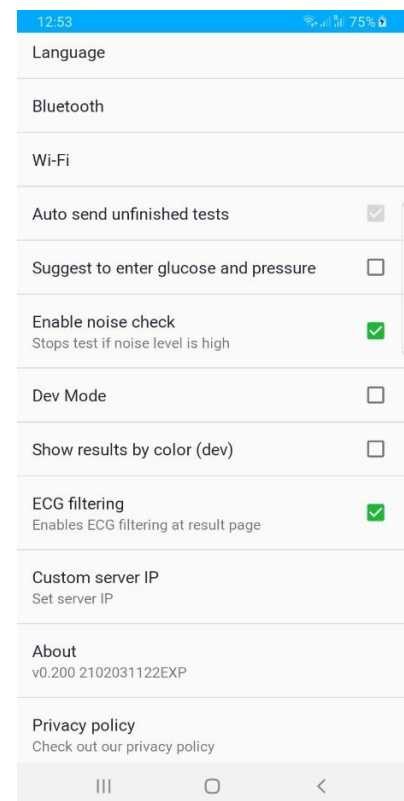 12:53 75%
Language
Bluetooth
Wi-Fi
Auto send unfinished tests
Suggest to enter glucose and pressure
Enable noise check
Stops test if noise level is high
Dev Mode
Show results by color (dev)
ECG filtering
Enables ECG filtering at result page
Custom server IP
Set server IP
About
v0.200 2102031122EXP
Privacy policy
Check out our privacy policy